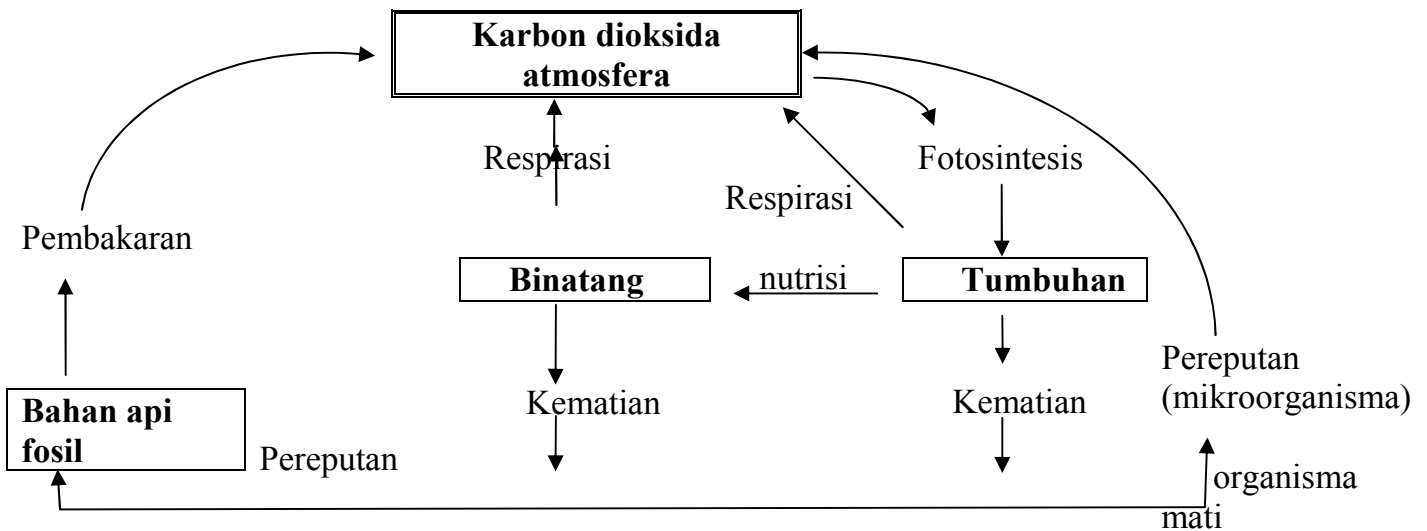 Karbon dioksida
atmosfera
Respirasi
Fotosintesis
Respirasi
Pembakaran
Binatang
nutrisi
Tumbuhan
Pereputan
(mikroorganisma)
Bahan api
fosil
Kematian
Kematian
Pereputan
organisma
mati